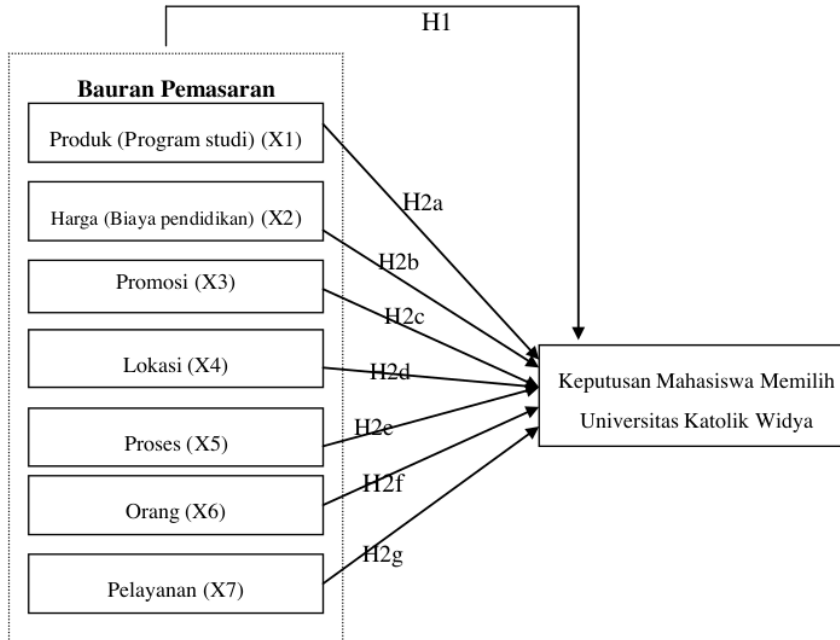 H1
Bauran Pemasaran
Produk (Program studi) (X1)
H2a
Harga (Biaya pendidikan) (X2)
H2b
Promosi (X3)
H2c
Lokasi (X4)
H2d
Keputusan Mahasiswa Memilih
Universitas Katolik Widya
Proses (X5)
H2e
Orang (X6)
H2f
Pelayanan (X7)
H2g